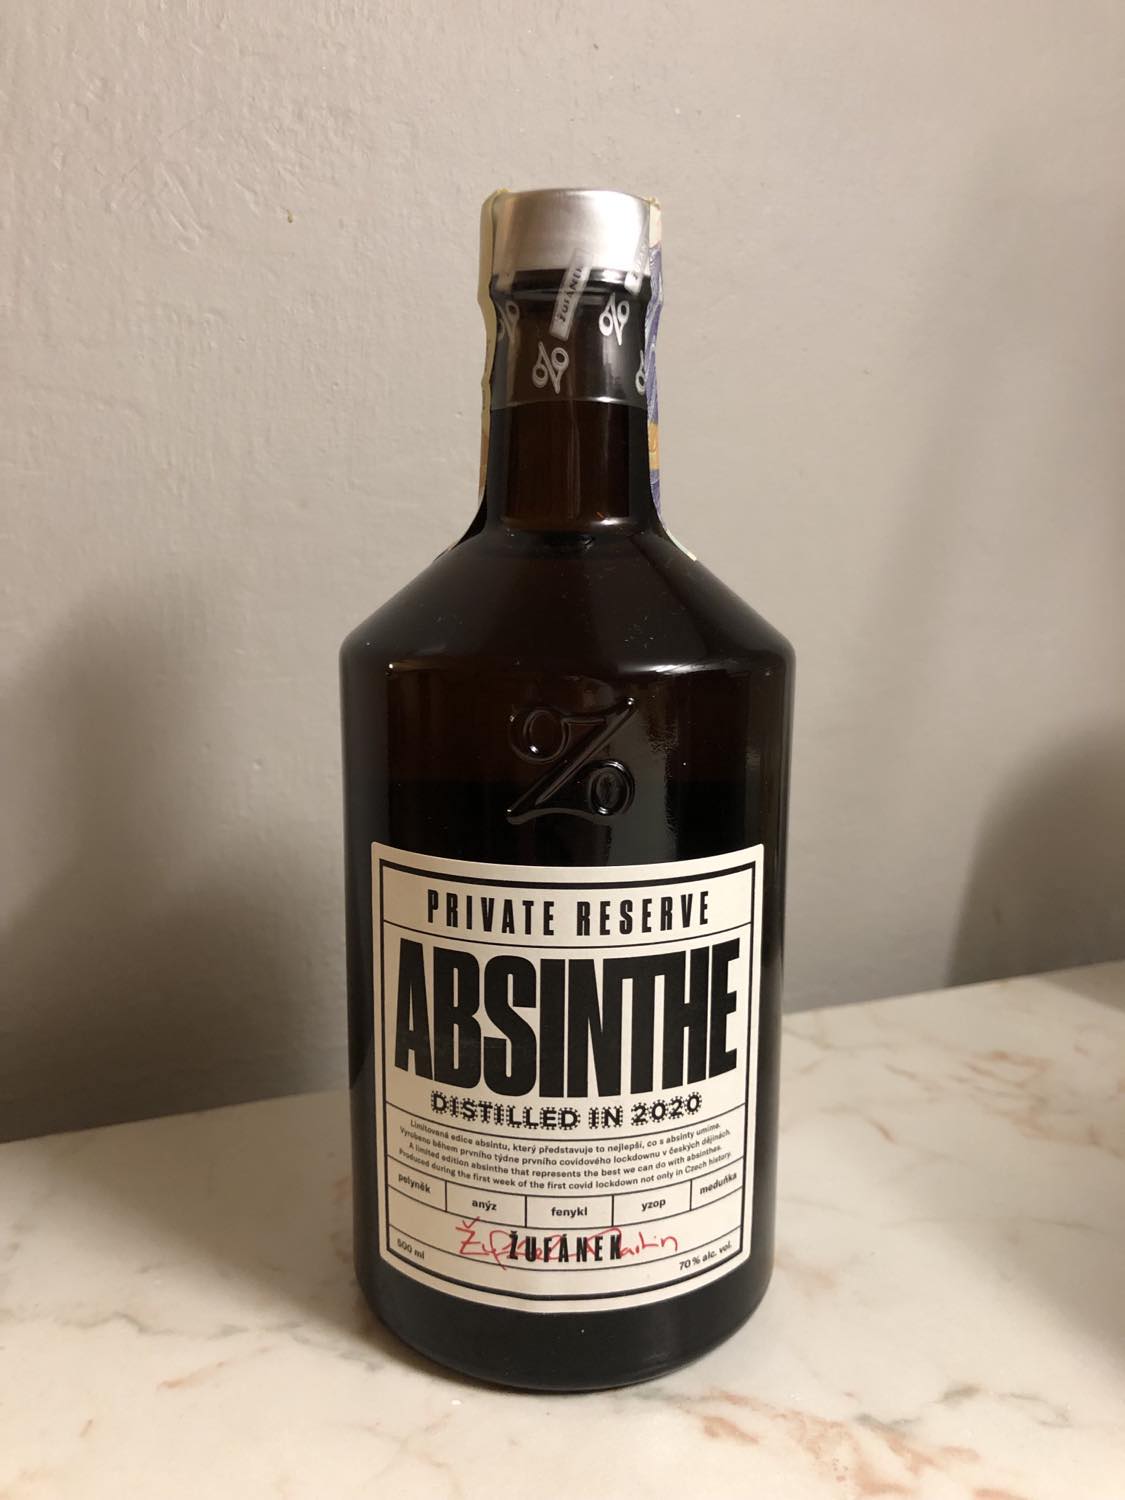 ŽUFÁNEK
PRIVATE RESERVE
ABSINTHE
DISTILLED IN 2020
Limitovaná edice absintu, který představuje to nejlepší, co s absinty umíme.
Vyrobeno během prvního týdne prvního covidového lockdownu v českých dějinách.
A limited edition absinthe that represents the best we can do with absinthes.
Produced during the first week of the first covid lockdown not only in Czech history.
pelyněk anýz fenykl yzop meduňka
500 ml ŽUFÁNEK 70 % alc. vol.